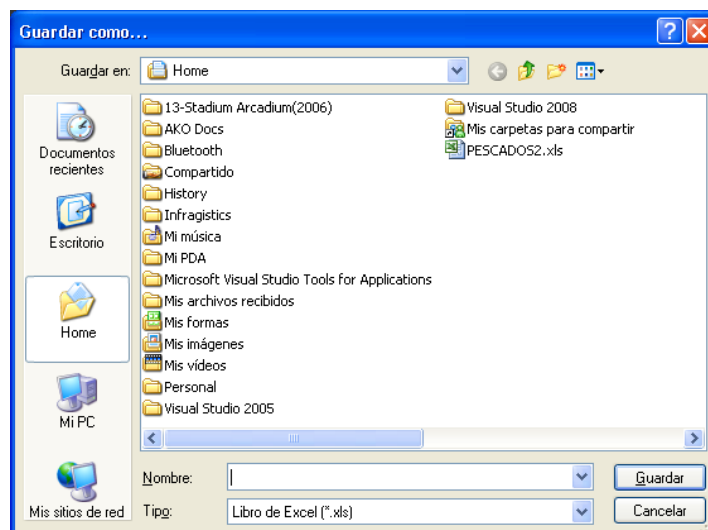 Guardar como...
Guardar en:
Home
Documentos
recientes
Escritorio
Home
Mi PC
Mis sitios de red
13-Stadium Arcadium(2006)
AKO Docs
Bluetooth
Compartido
History
Infragistics
Mi música
Mi PDA
Microsoft Visual Studio Tools for Applications
Mis archivos recibidos
Mis formas
Mis imágenes
Mis vídeos
Personal
Visual Studio 2005
Visual Studio 2008
Mis carpetas para compartir
PESCADOS2.xls
Nombre:
Guardar
Tipo:
Libro de Excel (*.xls)
Cancelar